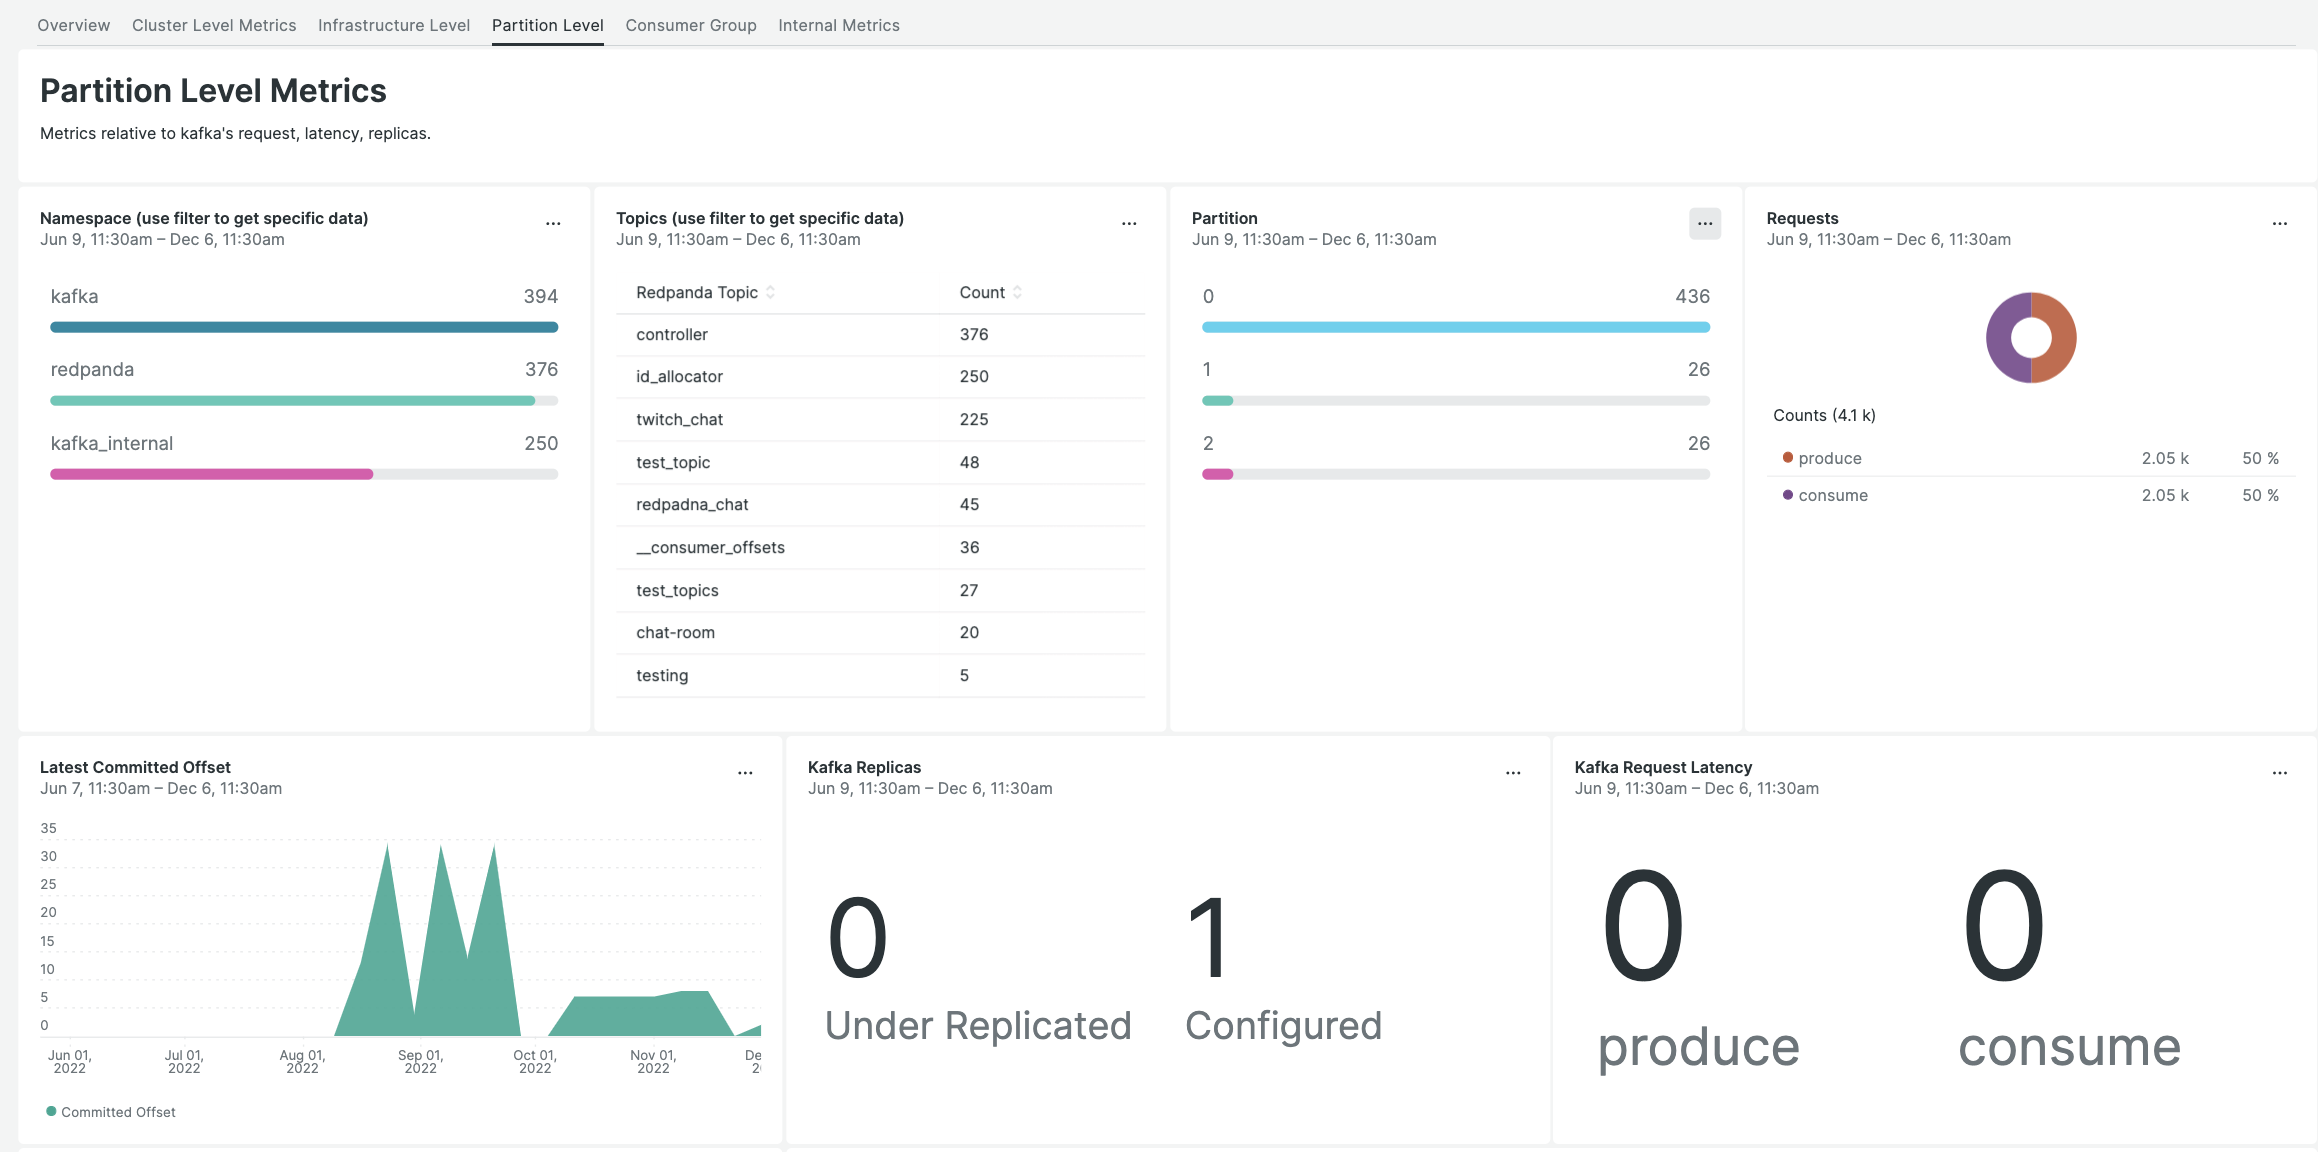 Overview Cluster Level Metrics Infrastructure Level Partition Level Consumer Group Internal Metrics
Partition Level Metrics
Metrics relative to kafka's request, latency, replicas.
Namespace (use filter to get specific data)
Jun 9, 11:30am – Dec 6, 11:30am
kafka 394
redpanda 376
kafka_internal 250
Topics (use filter to get specific data)
Jun 9, 11:30am – Dec 6, 11:30am
Redpanda Topic Count
controller 376
id_allocator 250
twitch_chat 225
test_topic 48
redpadna_chat 45
__consumer_offsets 36
test_topics 27
chat-room 20
testing 5
Partition
Jun 9, 11:30am – Dec 6, 11:30am
0 436
1 26
2 26
Requests
Jun 9, 11:30am – Dec 6, 11:30am
Counts (4.1 k)
produce 2.05 k 50 %
consume 2.05 k 50 %
Latest Committed Offset
Jun 7, 11:30am – Dec 6, 11:30am
35
30
25
20
15
10
5
0
Jun 01, Jul 01, Aug 01, Sep 01, Oct 01, Nov 01, De
2022 2022 2022 2022 2022 2022 2
Committed Offset
Kafka Replicas
Jun 9, 11:30am – Dec 6, 11:30am
0 1
Under Replicated Configured
Kafka Request Latency
Jun 9, 11:30am – Dec 6, 11:30am
0 0
produce consume